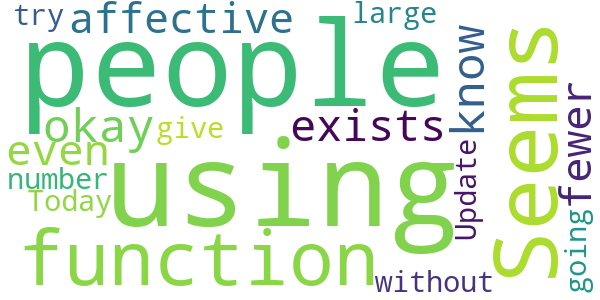 try affective large
people
okay give exists
even
number
Today
using
function
without
know
Update
Seems
fewer
going